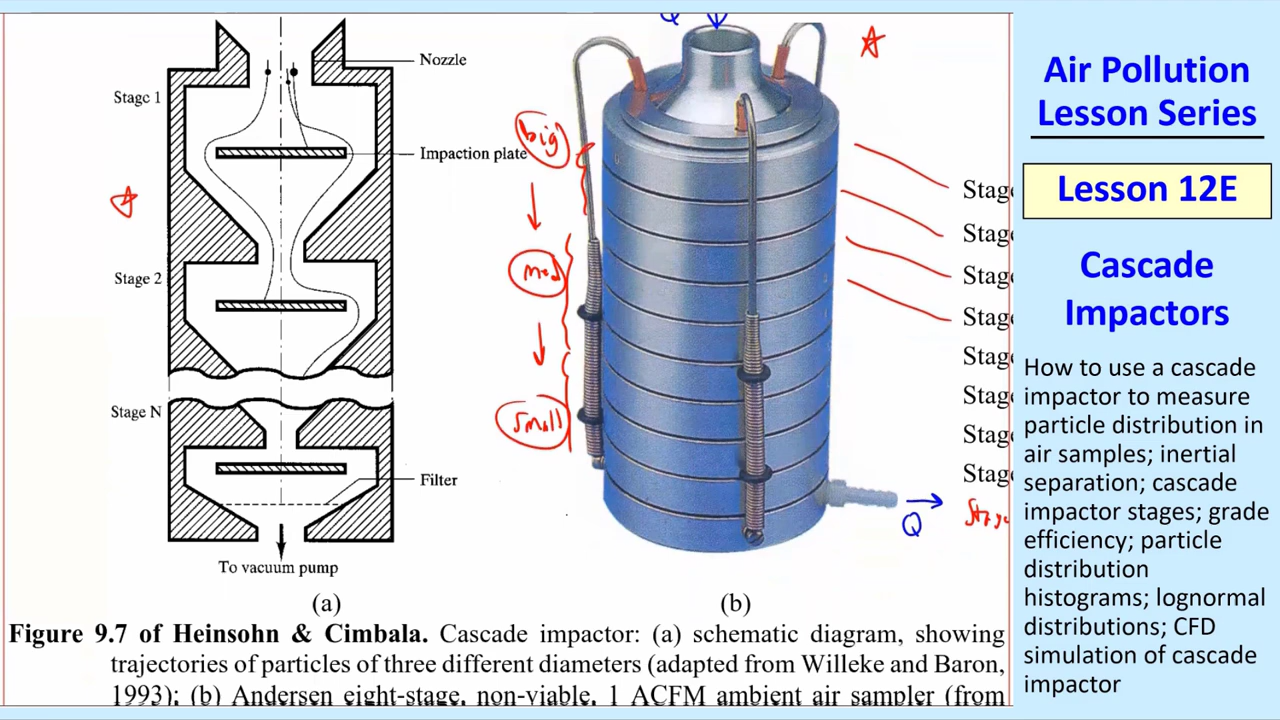 Nozzle
Stage 1
Impaction plate
Stage 2
Stage N
Filter
To vacuum pump
(a)
Q
big
med
small
Stage
Stage
Stage
Stage
Stage
Stage
Stage
Stage
Stage
Q
(b)
Figure 9.7 of Heinsohn & Cimbala. Cascade impactor: (a) schematic diagram, showing
trajectories of particles of three different diameters (adapted from Willeke and Baron,
1993); (b) Andersen eight-stage, non-viable, 1 ACFM ambient air sampler (from
Air Pollution
Lesson Series
Lesson 12E
Cascade
Impactors
How to use a cascade
impactor to measure
particle distribution in
air samples; inertial
separation; cascade
impactor stages; grade
efficiency; particle
distribution
histograms; lognormal
distributions; CFD
simulation of cascade
impactor